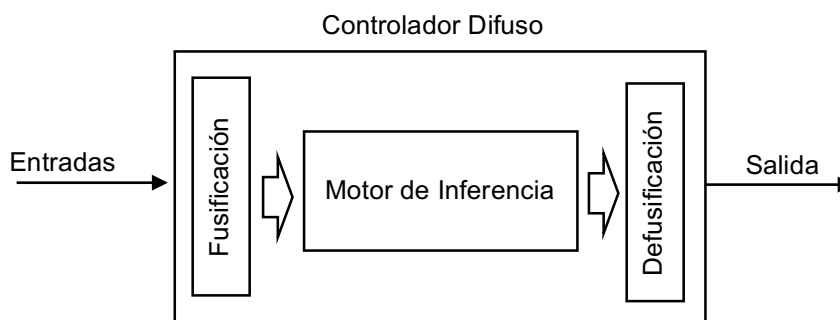 Controlador Difuso
Entradas
Fusificación
Motor de Inferencia
Defusificación
Salida